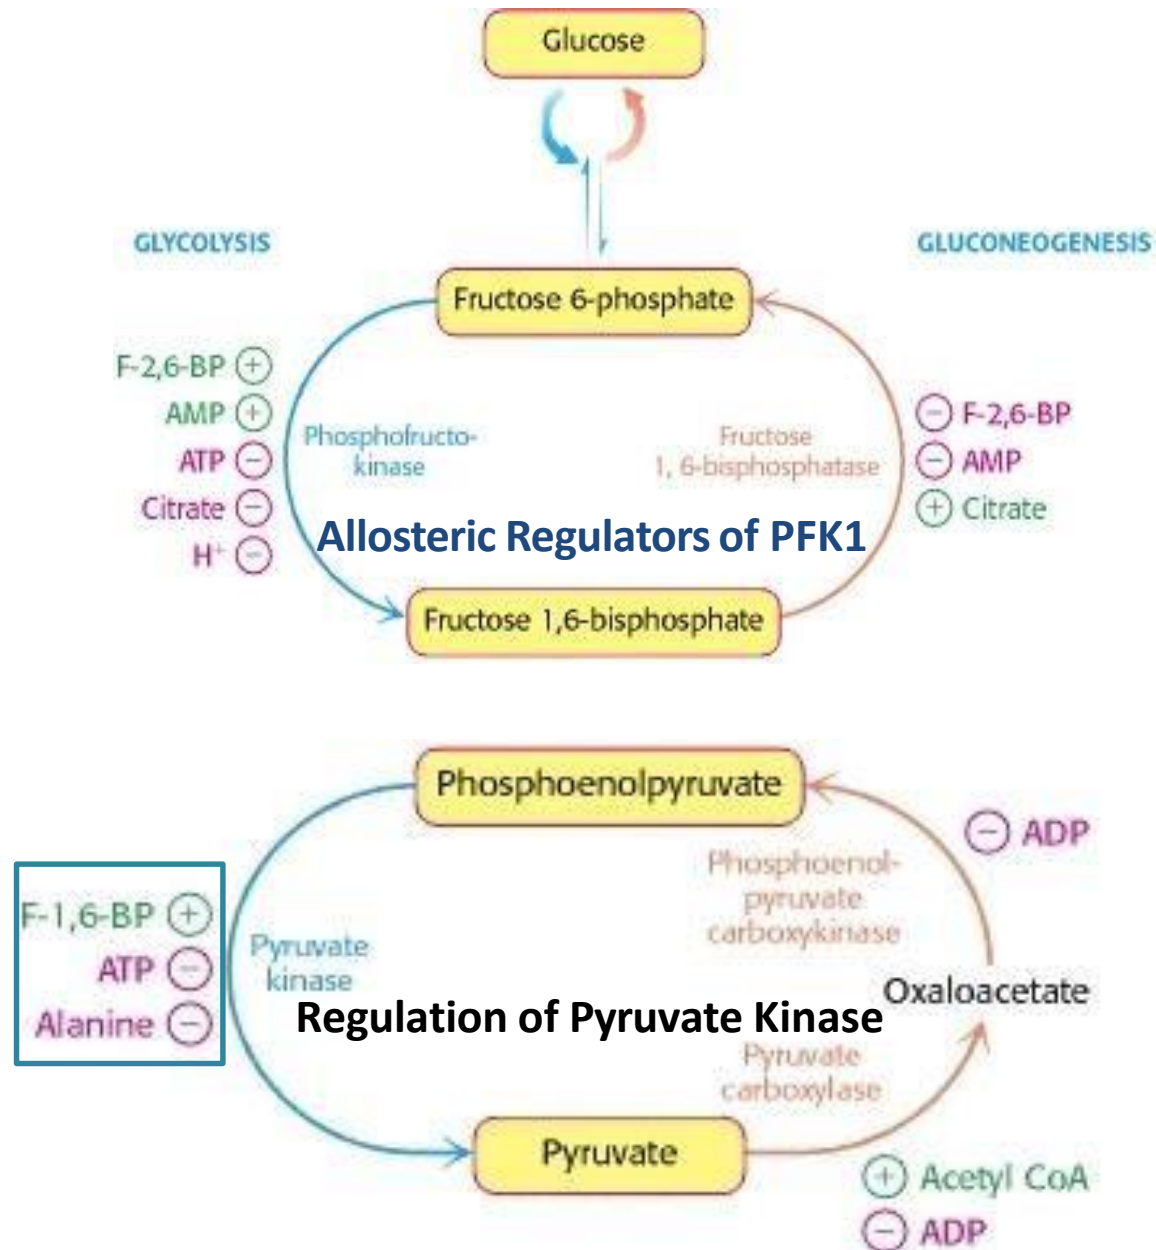 Glucose
GLYCOLYSIS
GLUCONEOGENESIS
Fructose 6-phosphate
F-2,6-BP +
AMP +
ATP −
Citrate −
H⁺ −
Phosphofructo-
kinase
Fructose
1, 6-bisphosphatase
− F-2,6-BP
− AMP
+ Citrate
Allosteric Regulators of PFK1
Fructose 1,6-bisphosphate
Phosphoenolpyruvate
− ADP
Phosphoenol-
pyruvate
carboxykinase
F-1,6-BP +
ATP −
Alanine −
Pyruvate
kinase
Oxaloacetate
Regulation of Pyruvate Kinase
Pyruvate
carboxylase
Pyruvate
+ Acetyl CoA
− ADP